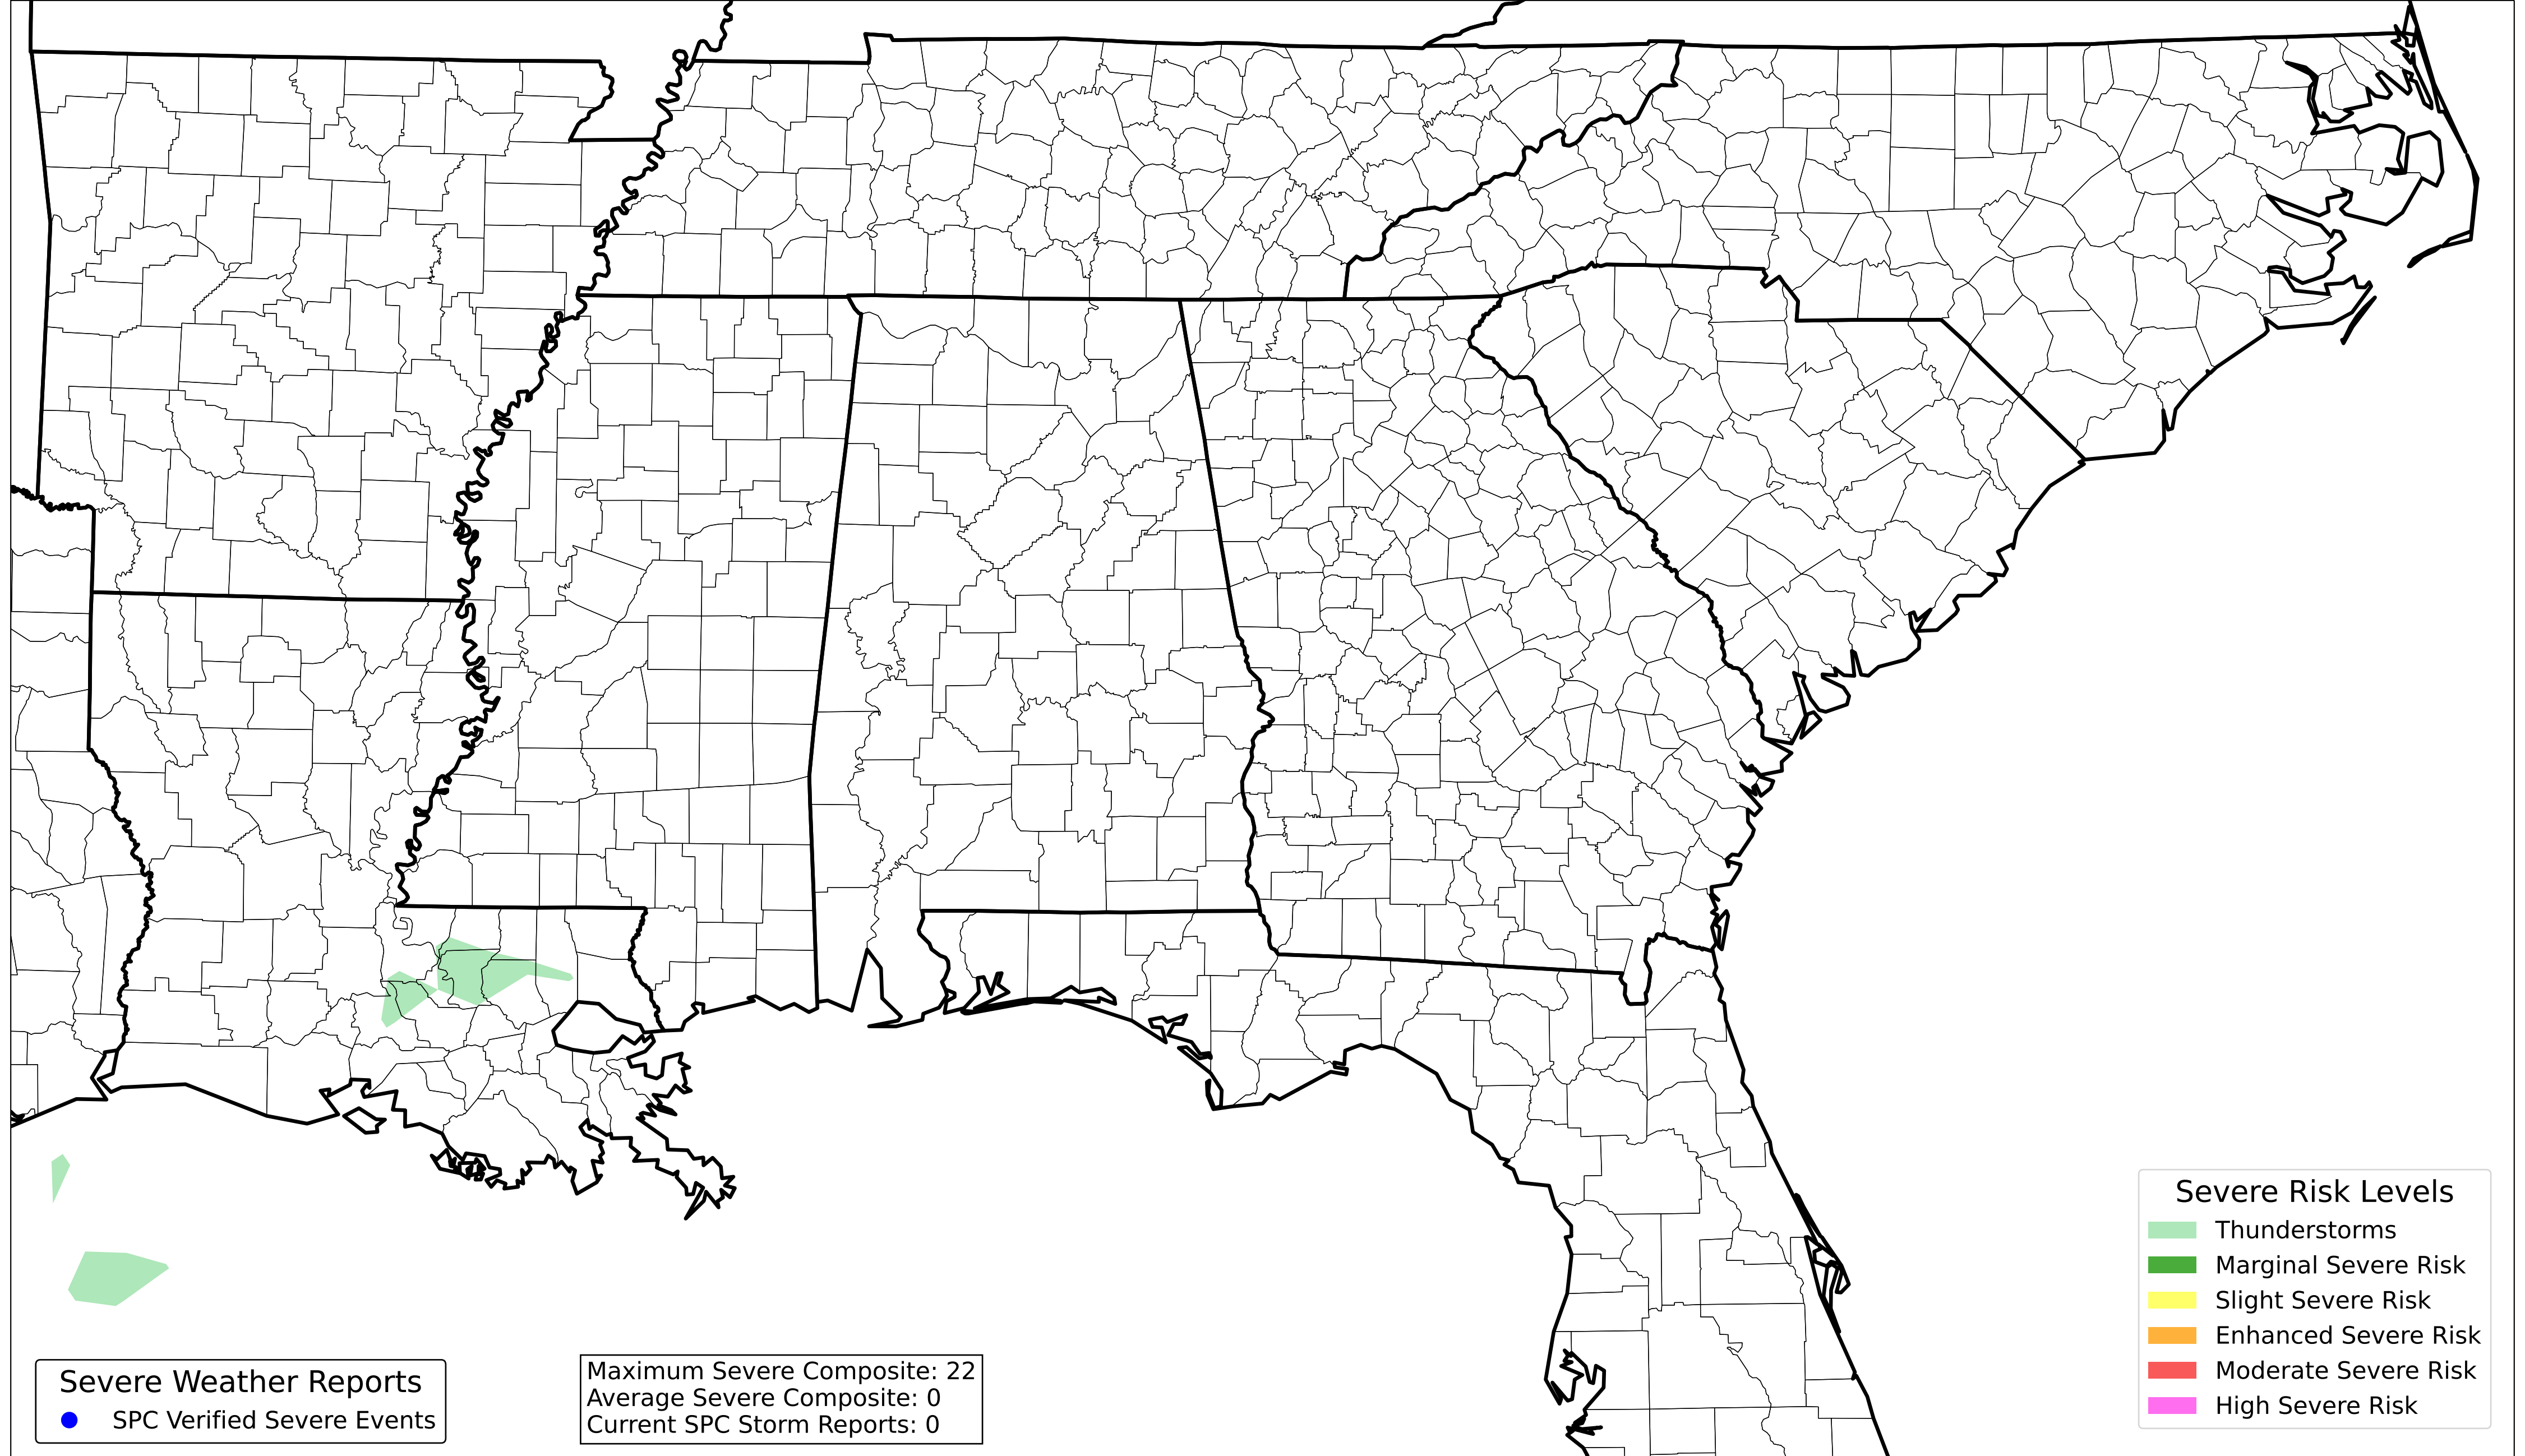 Severe Weather Reports
SPC Verified Severe Events
Maximum Severe Composite: 22
Average Severe Composite: 0
Current SPC Storm Reports: 0
Severe Risk Levels
Thunderstorms
Marginal Severe Risk
Slight Severe Risk
Enhanced Severe Risk
Moderate Severe Risk
High Severe Risk